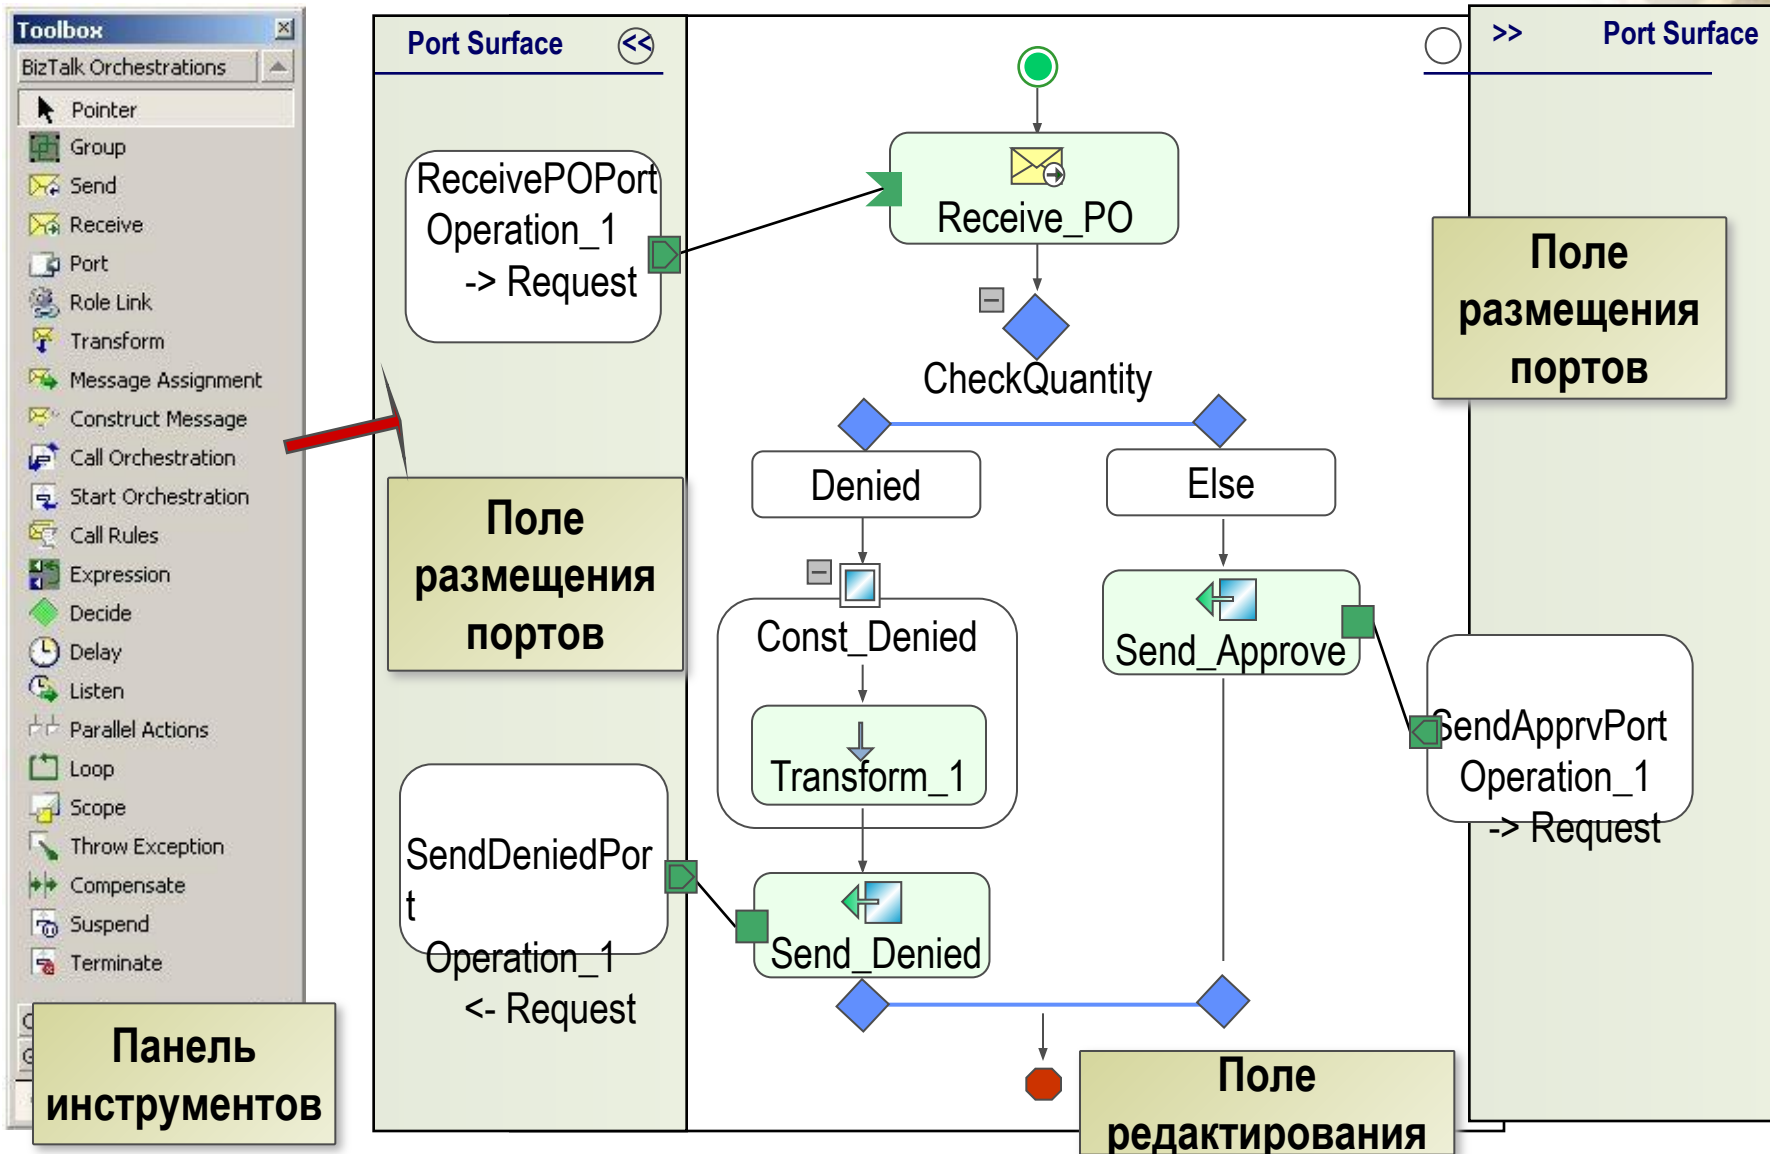 Toolbox
BizTalk Orchestrations
Pointer
Group
Send
Receive
Port
Role Link
Transform
Message Assignment
Construct Message
Call Orchestration
Start Orchestration
Call Rules
Expression
Decide
Delay
Listen
Parallel Actions
Loop
Scope
Throw Exception
Compensate
Suspend
Terminate
Панель
инструментов
Port Surface <<
ReceivePOPort
Operation_1
-> Request
Поле
размещения
портов
SendDeniedPor
t
Operation_1
<- Request
Receive_PO
CheckQuantity
Denied
Else
Const_Denied
Transform_1
Send_Denied
Send_Approve
Поле
редактирования
>> Port Surface
Поле
размещения
портов
SendApprvPort
Operation_1
-> Request